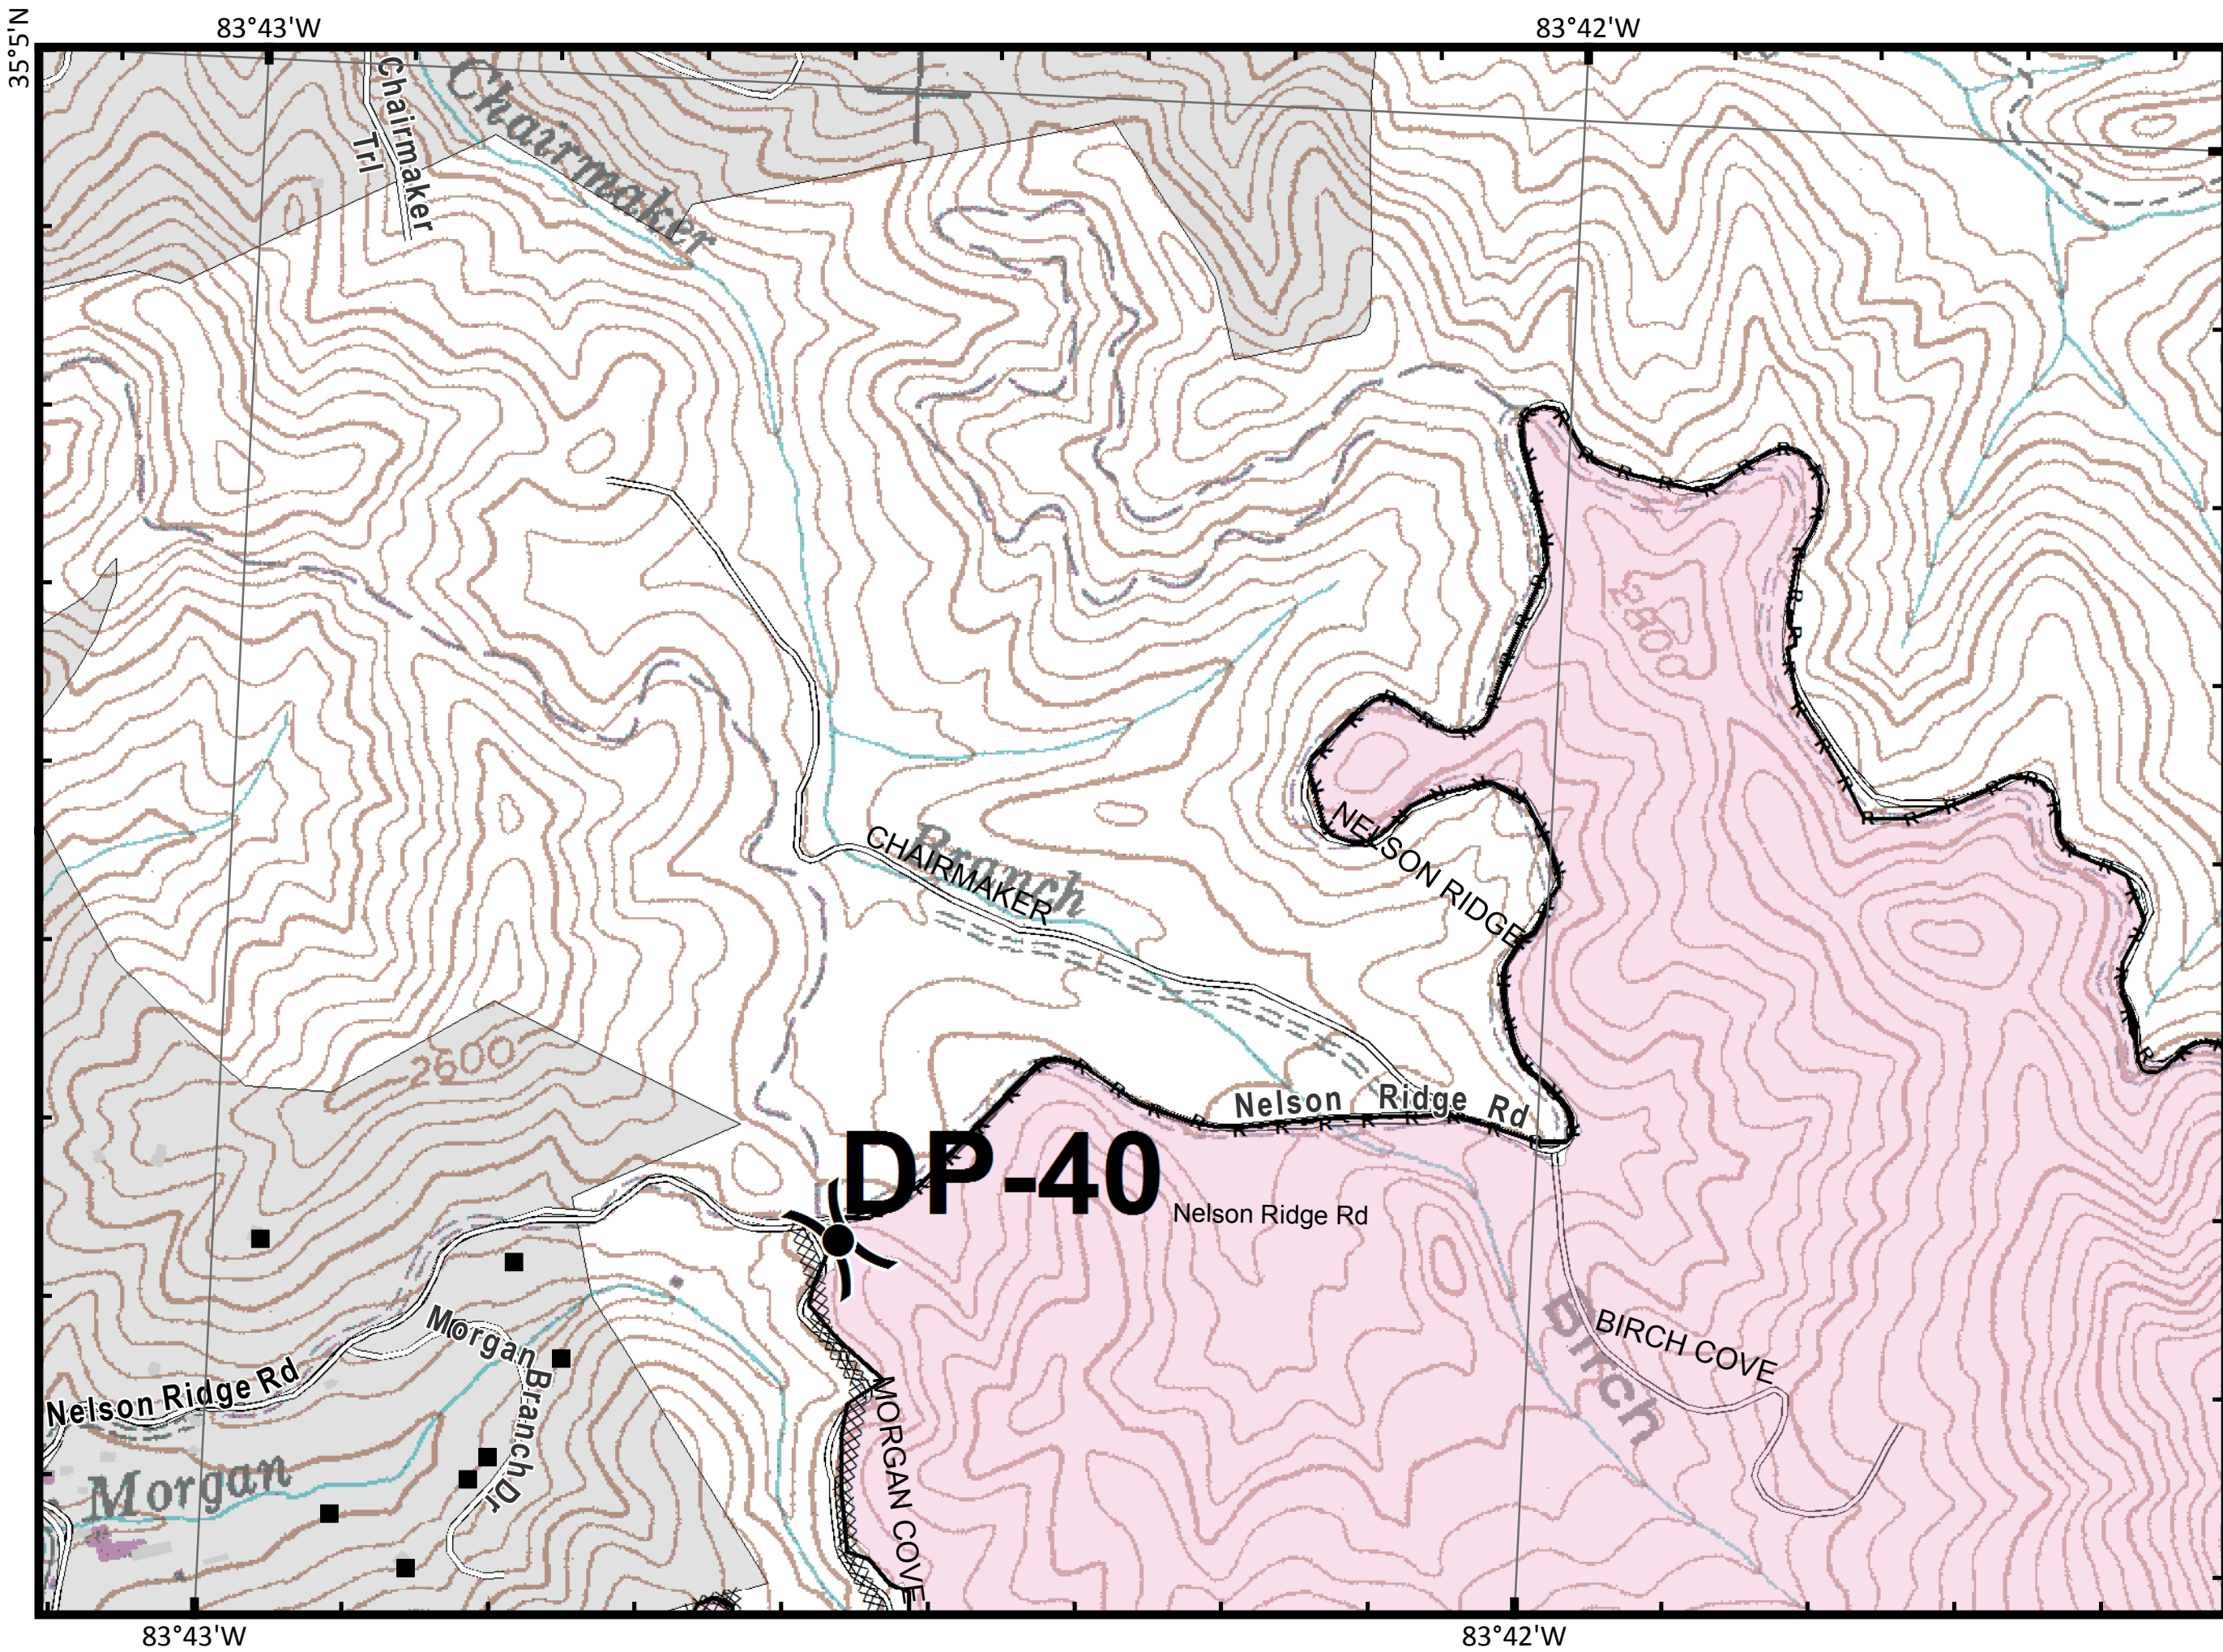 83°43'W
83°42'W
35°5'N
Chairmaker
Trl
Chairmaker
2800
NELSON RIDGE
CHAIRMAKER
Branch
2600
Nelson Ridge Rd
DP-40
Nelson Ridge Rd
Birch
BIRCH COVE
Morgan Branch Dr
Nelson Ridge Rd
MORGAN COVE
Morgan
83°43'W
83°42'W